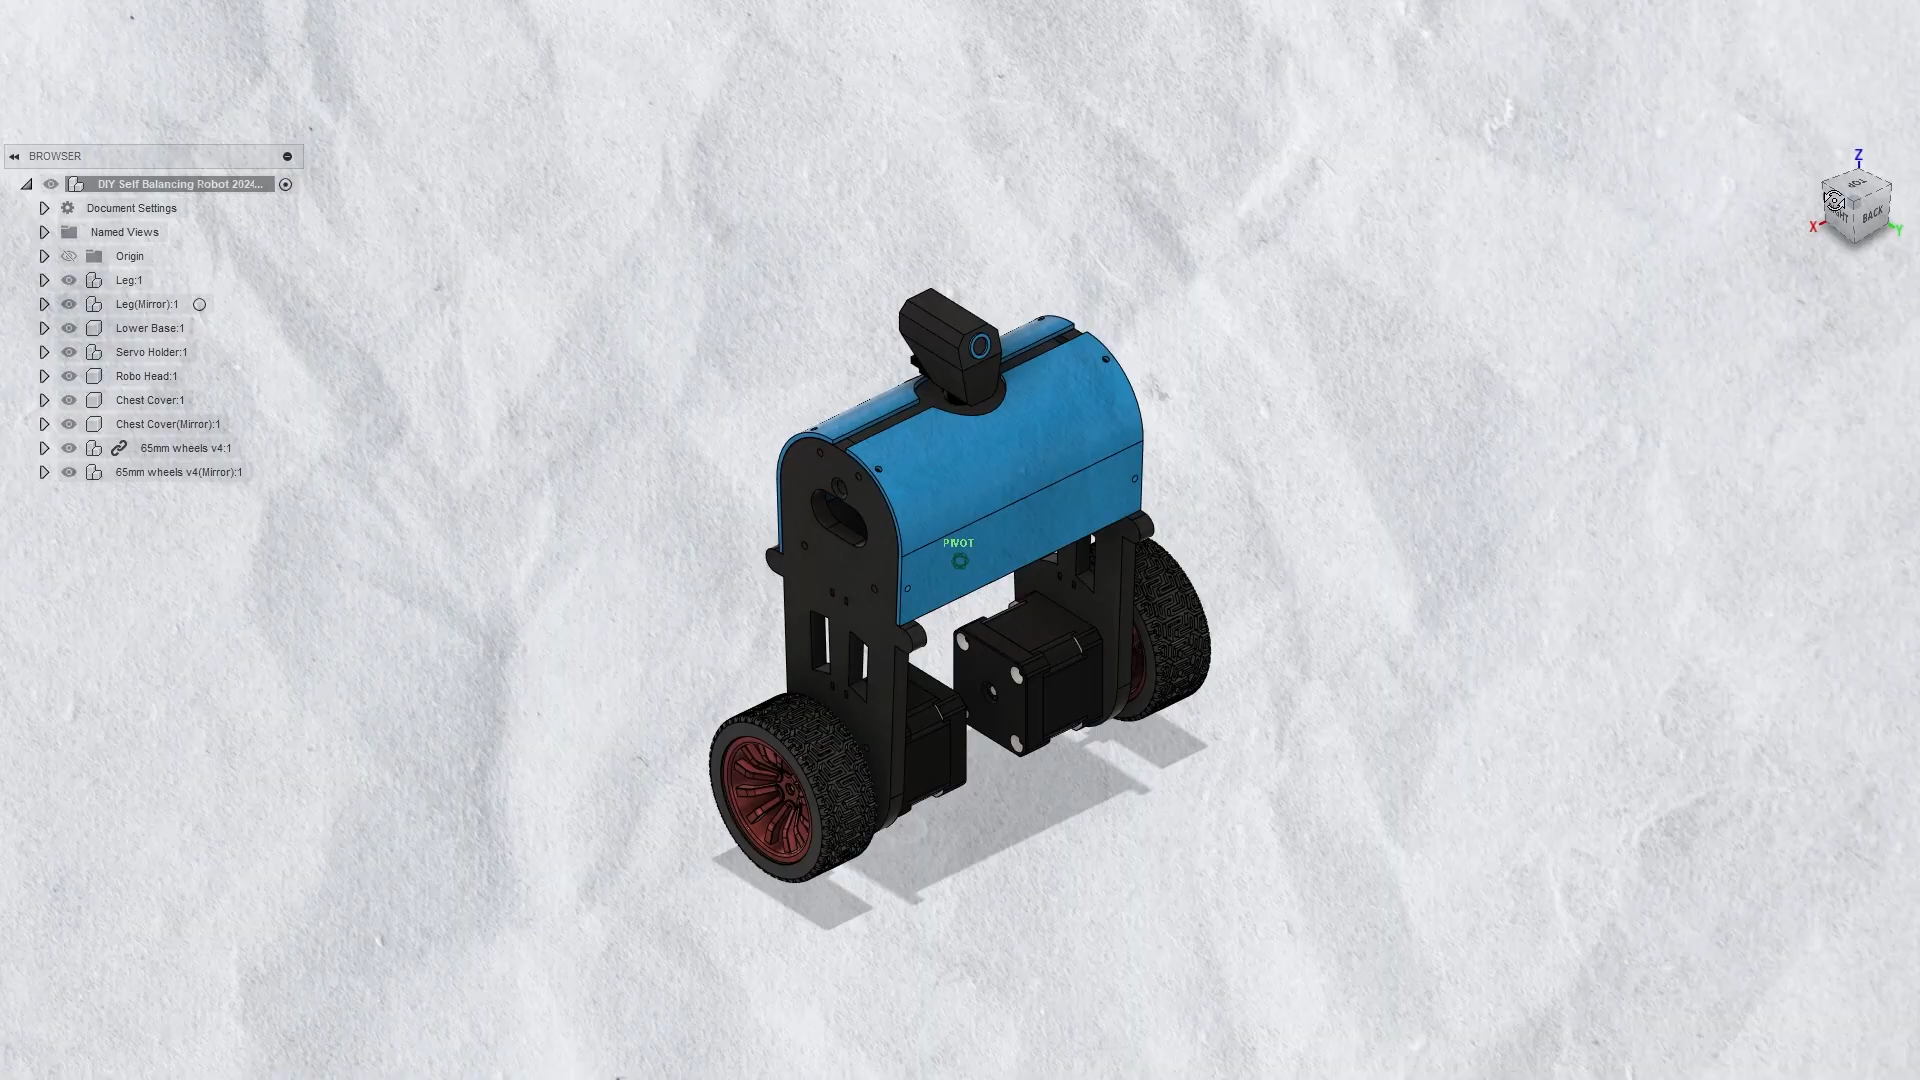 BROWSER
DIY Self Balancing Robot 2024...
Document Settings
Named Views
Origin
Leg:1
Leg(Mirror):1
Lower Base:1
Servo Holder:1
Robo Head:1
Chest Cover:1
Chest Cover(Mirror):1
65mm wheels v4:1
65mm wheels v4(Mirror):1
Z
TOP
BACK
X
Y
PIVOT